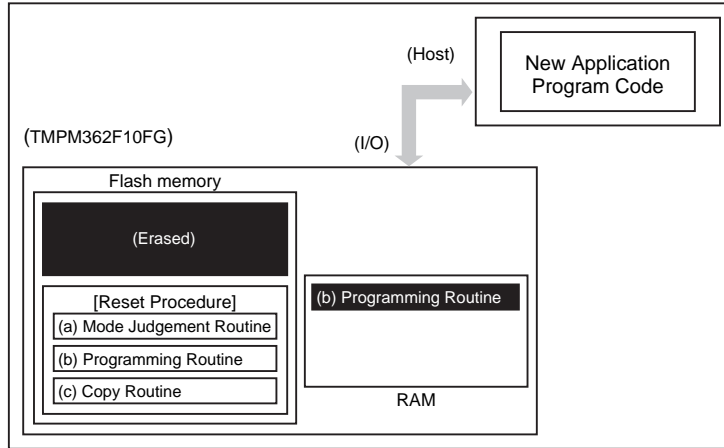 (Host)
New Application
Program Code
(TMPM362F10FG)
(I/O)
Flash memory
(Erased)
[Reset Procedure]
(a) Mode Judgement Routine
(b) Programming Routine
(c) Copy Routine
(b) Programming Routine
RAM